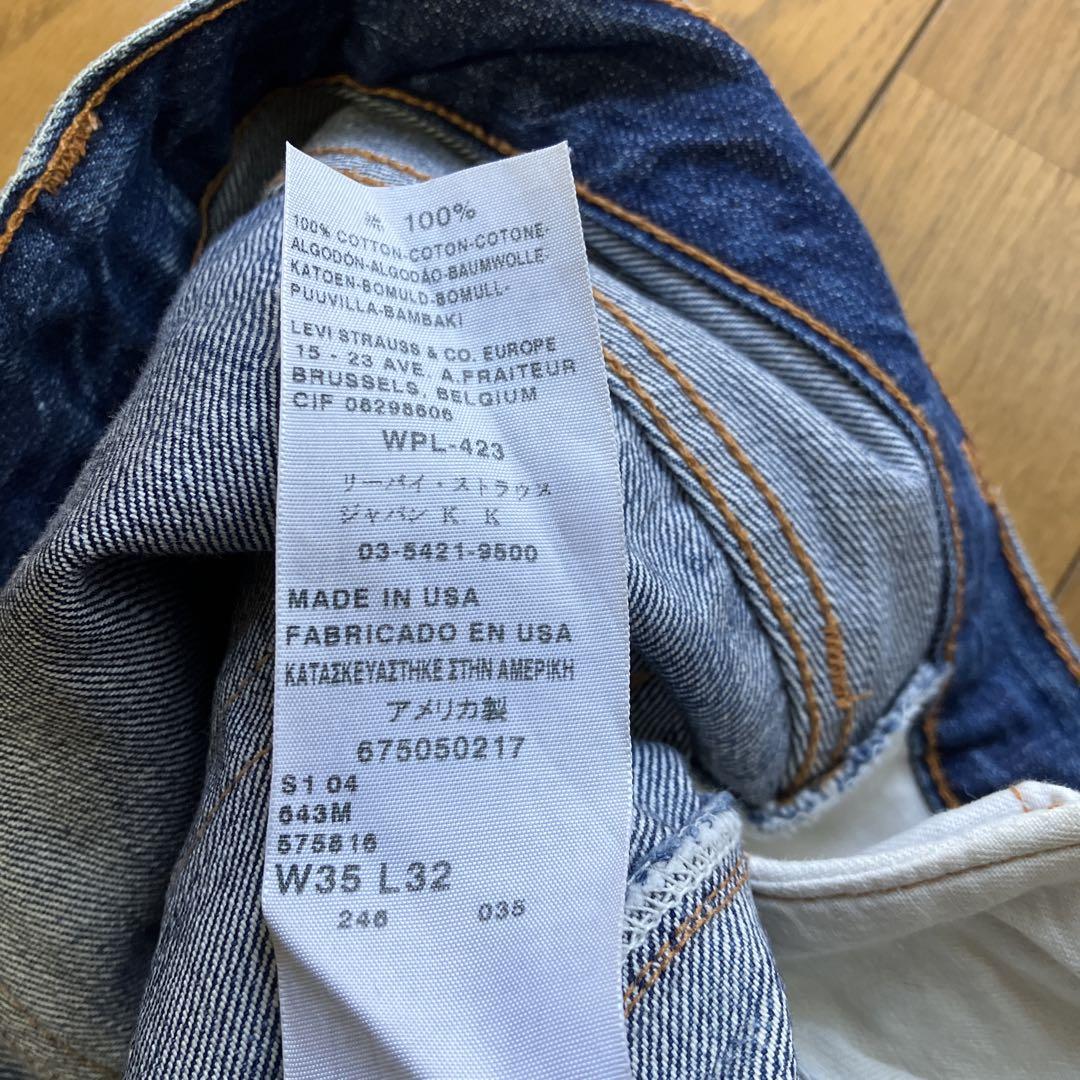 綿 100%
100% COTTON-COTON-COTONE-
ALGODÓN-ALGODÃO-BAUMWOLLE-
KATOEN-BOMULD-BOMULL-
PUUVILLA-BAMBAKI
LEVI STRAUSS & CO. EUROPE
15 - 23 AVE. A.FRAITEUR
BRUSSELS, BELGIUM
CIF 08298606
WPL-423
リーバイ・ストラウス
ジャパン K K
03-5421-9500
MADE IN USA
FABRICADO EN USA
ΚΑΤΑΣΚΕΥΑΣΤΗΚΕ ΣΤΗΝ ΑΜΕΡΙΚΗ
アメリカ製
675050217
S1 04
643M
575816
W35 L32
246 035